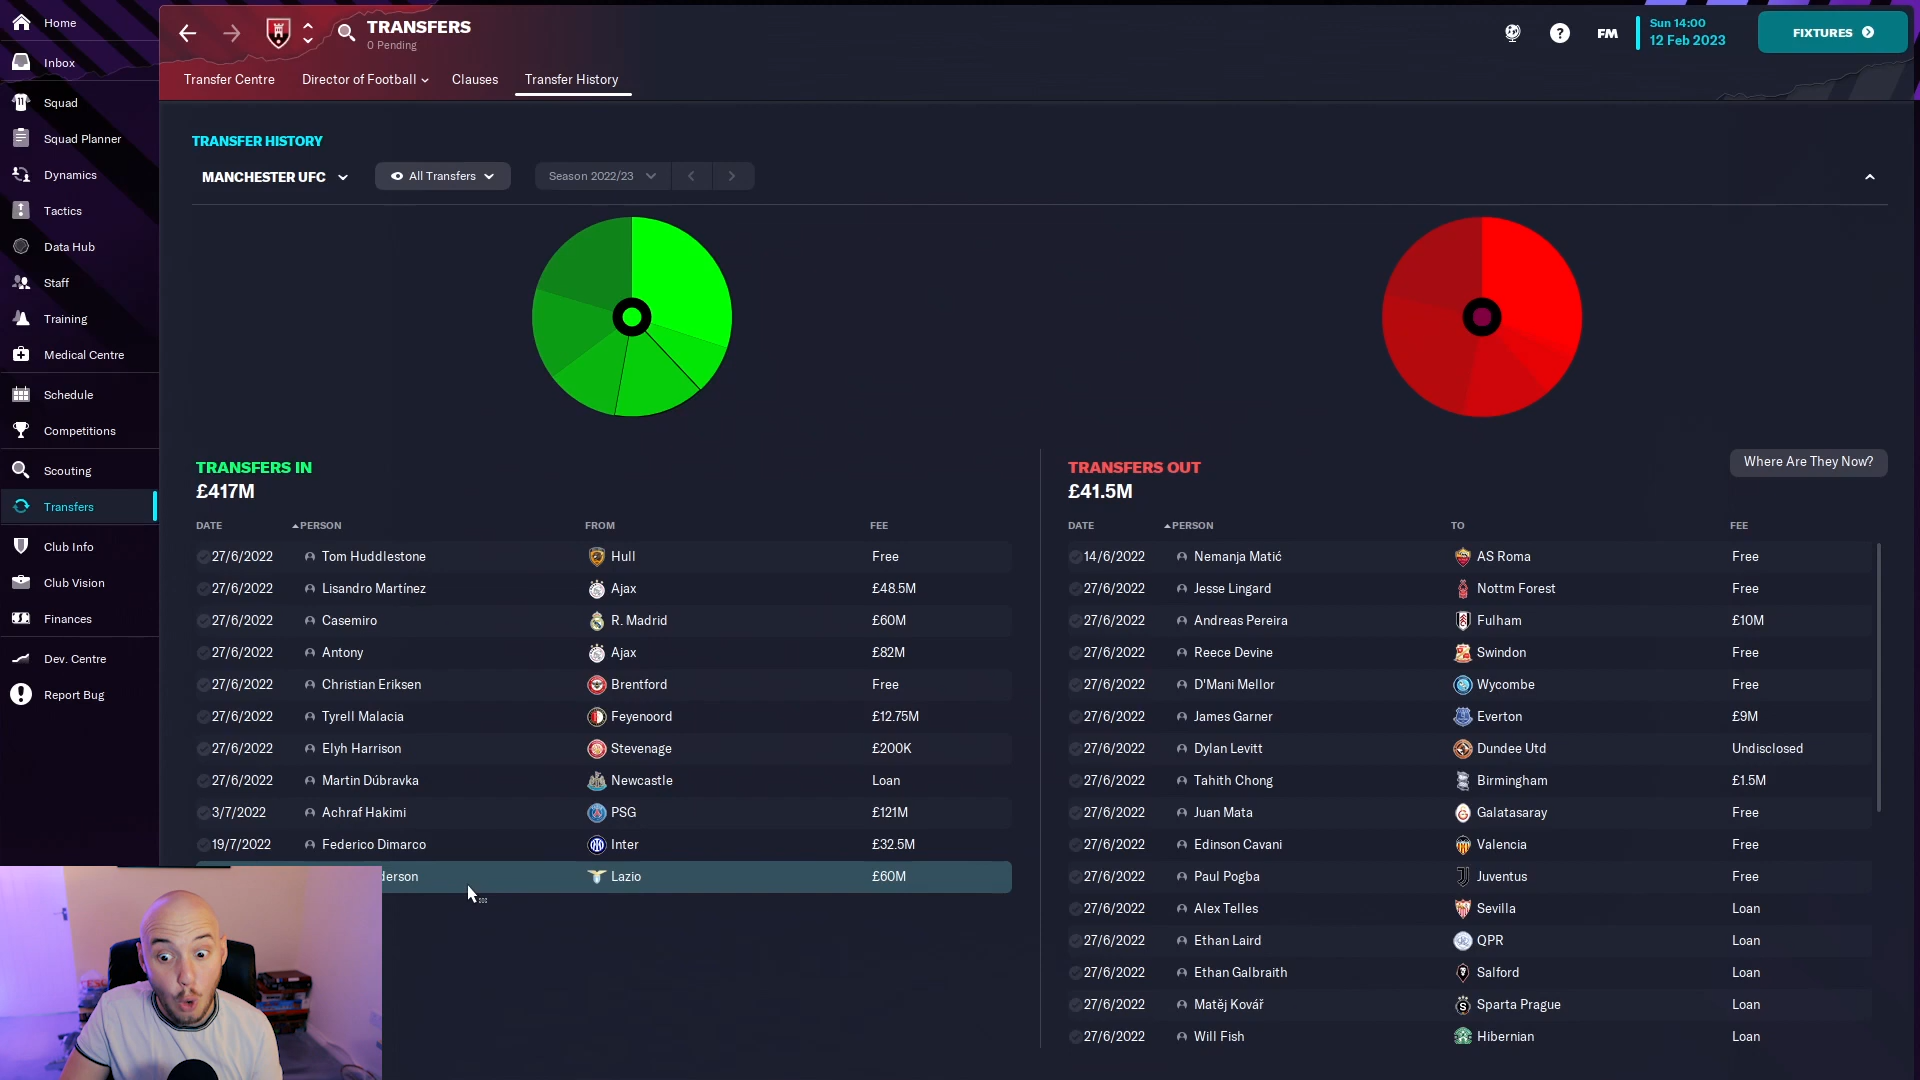 Home
Inbox
Squad
Squad Planner
Dynamics
Tactics
Data Hub
Staff
Training
Medical Centre
Schedule
Competitions
Scouting
Transfers
Club Info
Club Vision
Finances
Dev. Centre
Report Bug
TRANSFERS
0 Pending
FM
Sun 14:00
12 Feb 2023
FIXTURES
Transfer Centre Director of Football Clauses Transfer History
TRANSFER HISTORY
MANCHESTER UFC All Transfers Season 2022/23
TRANSFERS IN
£417M
DATE PERSON FROM FEE
27/6/2022 Tom Huddlestone Hull Free
27/6/2022 Lisandro Martínez Ajax £48.5M
27/6/2022 Casemiro R. Madrid £60M
27/6/2022 Antony Ajax £82M
27/6/2022 Christian Eriksen Brentford Free
27/6/2022 Tyrell Malacia Feyenoord £12.75M
27/6/2022 Elyh Harrison Stevenage £200K
27/6/2022 Martin Dúbravka Newcastle Loan
3/7/2022 Achraf Hakimi PSG £121M
19/7/2022 Federico Dimarco Inter £32.5M
derson Lazio £60M
TRANSFERS OUT
£41.5M
Where Are They Now?
DATE PERSON TO FEE
14/6/2022 Nemanja Matić AS Roma Free
27/6/2022 Jesse Lingard Nottm Forest Free
27/6/2022 Andreas Pereira Fulham £10M
27/6/2022 Reece Devine Swindon Free
27/6/2022 D'Mani Mellor Wycombe Free
27/6/2022 James Garner Everton £9M
27/6/2022 Dylan Levitt Dundee Utd Undisclosed
27/6/2022 Tahith Chong Birmingham £1.5M
27/6/2022 Juan Mata Galatasaray Free
27/6/2022 Edinson Cavani Valencia Free
27/6/2022 Paul Pogba Juventus Free
27/6/2022 Alex Telles Sevilla Loan
27/6/2022 Ethan Laird QPR Loan
27/6/2022 Ethan Galbraith Salford Loan
27/6/2022 Matěj Kovář Sparta Prague Loan
27/6/2022 Will Fish Hibernian Loan